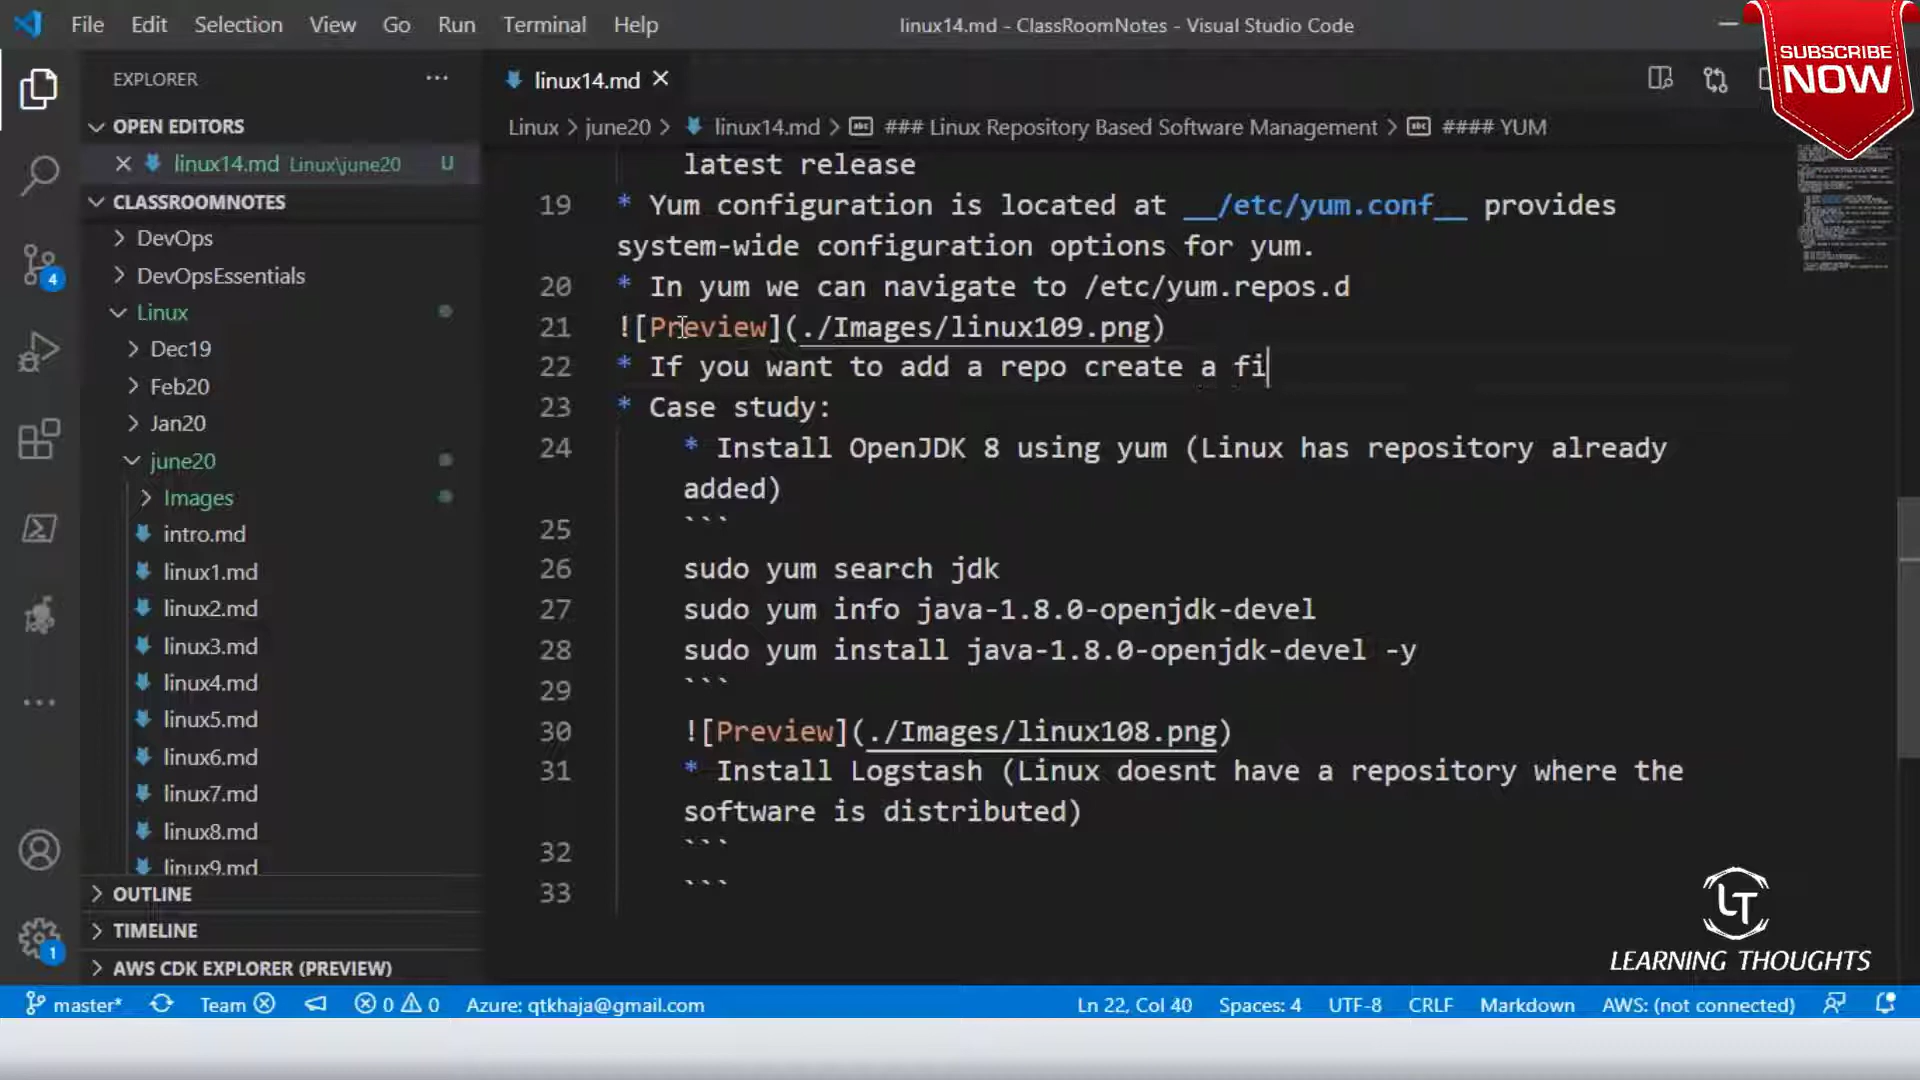 File Edit Selection View Go Run Terminal Help
linux14.md - ClassRoomNotes - Visual Studio Code
SUBSCRIBE
NOW
EXPLORER
OPEN EDITORS
linux14.md Linux\june20 U
CLASSROOMNOTES
DevOps
DevOpsEssentials
Linux
Dec19
Feb20
Jan20
june20
Images
intro.md
linux1.md
linux2.md
linux3.md
linux4.md
linux5.md
linux6.md
linux7.md
linux8.md
linux9.md
OUTLINE
TIMELINE
AWS CDK EXPLORER (PREVIEW)
4
1
linux14.md
Linux > june20 > linux14.md > ### Linux Repository Based Software Management > #### YUM
latest release
19 * Yum configuration is located at __/etc/yum.conf__ provides
system-wide configuration options for yum.
20 * In yum we can navigate to /etc/yum.repos.d
21 ![Preview](./Images/linux109.png)
22 * If you want to add a repo create a fi
23 * Case study:
24 * Install OpenJDK 8 using yum (Linux has repository already
added)
25 ```
26 sudo yum search jdk
27 sudo yum info java-1.8.0-openjdk-devel
28 sudo yum install java-1.8.0-openjdk-devel -y
29 ```
30 ![Preview](./Images/linux108.png)
31 * Install Logstash (Linux doesnt have a repository where the
software is distributed)
32 ```
33 ```
LT
LEARNING THOUGHTS
master* Team 0 0 Azure: qtkhaja@gmail.com Ln 22, Col 40 Spaces: 4 UTF-8 CRLF Markdown AWS: (not connected)